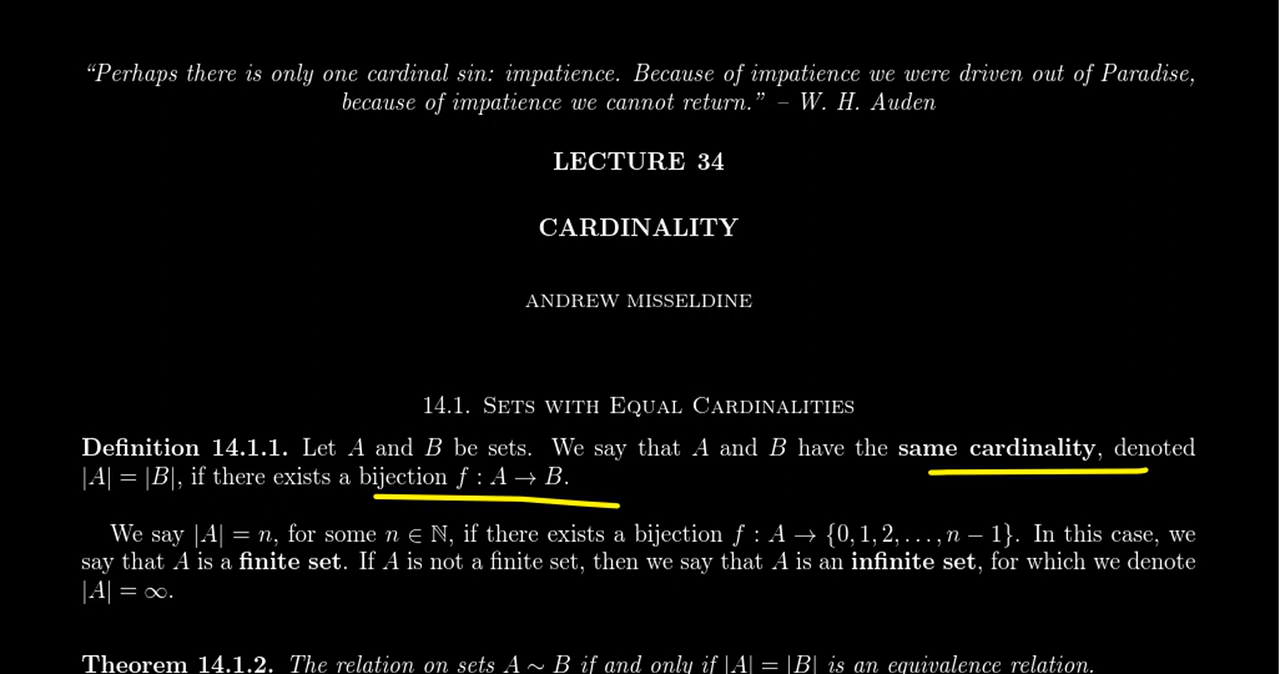 “Perhaps there is only one cardinal sin: impatience. Because of impatience we were driven out of Paradise,
because of impatience we cannot return.” – W. H. Auden
LECTURE 34
CARDINALITY
ANDREW MISSELDINE
14.1. Sets with Equal Cardinalities
Definition 14.1.1. Let A and B be sets. We say that A and B have the same cardinality, denoted
|A| = |B|, if there exists a bijection f : A → B.
We say |A| = n, for some n ∈ ℕ, if there exists a bijection f : A → {0, 1, 2, . . . , n − 1}. In this case, we
say that A is a finite set. If A is not a finite set, then we say that A is an infinite set, for which we denote
|A| = ∞.
Theorem 14.1.2. The relation on sets A ∼ B if and only if |A| = |B| is an equivalence relation.